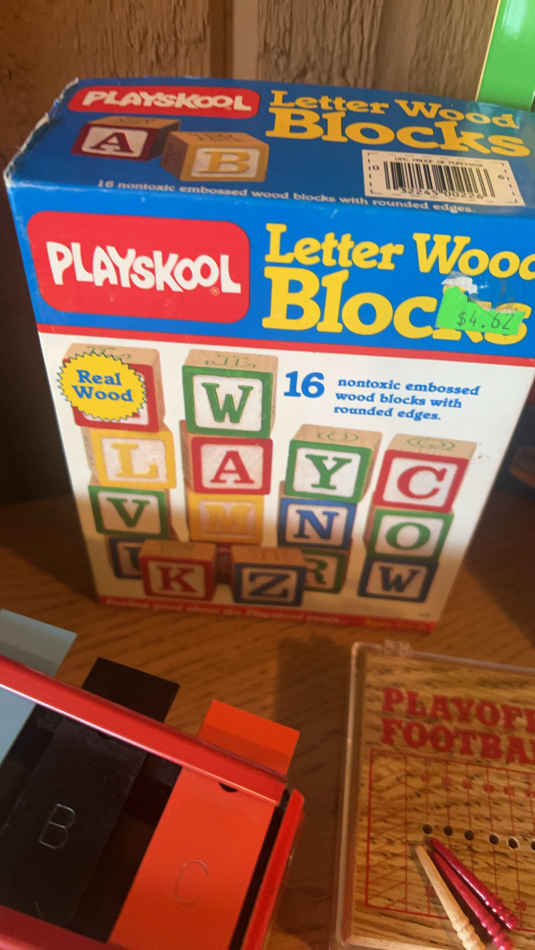 PLAYSKOOL
Letter Wood
Blocks
A
B
16 nontoxic embossed wood blocks with rounded edges.
PLAYSKOOL
Letter Wood
Blocks
$4.62
Real
Wood
16
nontoxic embossed
wood blocks with
rounded edges.
W
L
A
Y
C
V
M
N
O
K
Z
R
W
PLAYOFF
FOOTBA
B
C